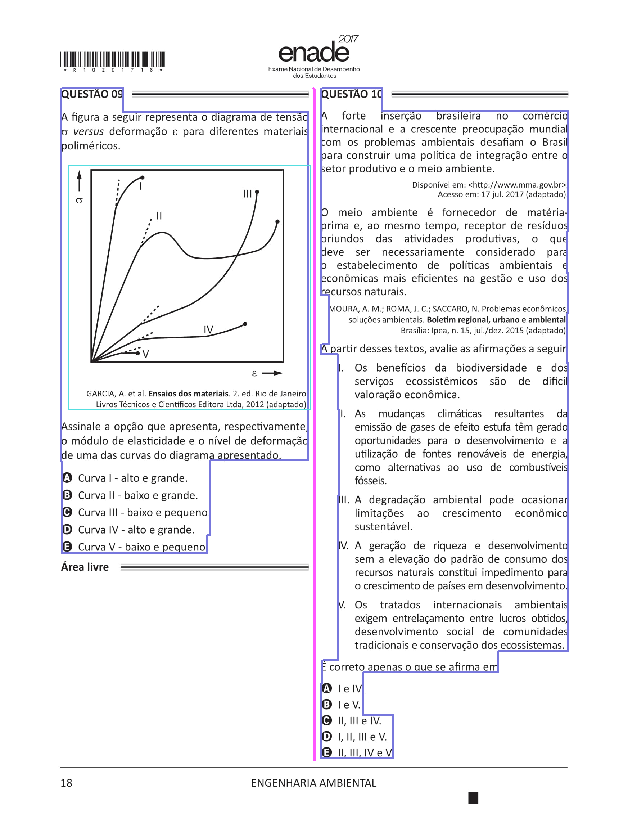 *R1020171 8*
enade
2017
Exame Nacional de Desempenho
dos Estudantes
QUESTÃO 09
A figura a seguir representa o diagrama de tensão
σ versus deformação ε para diferentes materiais
poliméricos.
σ
I
II
III
IV
V
ε
GARCIA, A. et al. Ensaios dos materiais. 2. ed. Rio de Janeiro
Livros Técnicos e Científicos Editora Ltda, 2012 (adaptado)
Assinale a opção que apresenta, respectivamente,
o módulo de elasticidade e o nível de deformação
de uma das curvas do diagrama apresentado.
A Curva I - alto e grande.
B Curva II - baixo e grande.
C Curva III - baixo e pequeno
D Curva IV - alto e grande.
E Curva V - baixo e pequeno
Área livre
QUESTÃO 10
A forte inserção brasileira no comércio
internacional e a crescente preocupação mundial
com os problemas ambientais desafiam o Brasil
para construir uma política de integração entre o
setor produtivo e o meio ambiente.
Disponível em: <http://www.mma.gov.br>
Acesso em: 17 jul. 2017 (adaptado)
O meio ambiente é fornecedor de matéria-
prima e, ao mesmo tempo, receptor de resíduos
oriundos das atividades produtivas, o que
deve ser necessariamente considerado para
o estabelecimento de políticas ambientais e
econômicas mais eficientes na gestão e uso dos
recursos naturais.
MOURA, A. M.; ROMA, J. C.; SACCARO, N. Problemas econômicos,
soluções ambientais. Boletim regional, urbano e ambiental
Brasília: Ipea, n. 15, jul./dez. 2015 (adaptado)
A partir desses textos, avalie as afirmações a seguir
I. Os benefícios da biodiversidade e dos
serviços ecossistêmicos são de difícil
valoração econômica.
II. As mudanças climáticas resultantes da
emissão de gases de efeito estufa têm gerado
oportunidades para o desenvolvimento e a
utilização de fontes renováveis de energia,
como alternativas ao uso de combustíveis
fósseis.
III. A degradação ambiental pode ocasionar
limitações ao crescimento econômico
sustentável.
IV. A geração de riqueza e desenvolvimento
sem a elevação do padrão de consumo dos
recursos naturais constitui impedimento para
o crescimento de países em desenvolvimento.
V. Os tratados internacionais ambientais
exigem entrelaçamento entre lucros obtidos,
desenvolvimento social de comunidades
tradicionais e conservação dos ecossistemas.
É correto apenas o que se afirma em
A I e IV
B I e V.
C II, III e IV.
D I, II, III e V.
E II, III, IV e V
18
ENGENHARIA AMBIENTAL